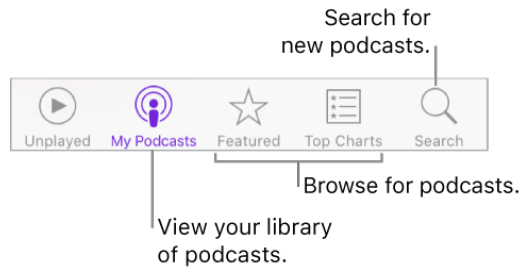 Search for
new podcasts.
Unplayed My Podcasts Featured Top Charts Search
Browse for podcasts.
View your library
of podcasts.